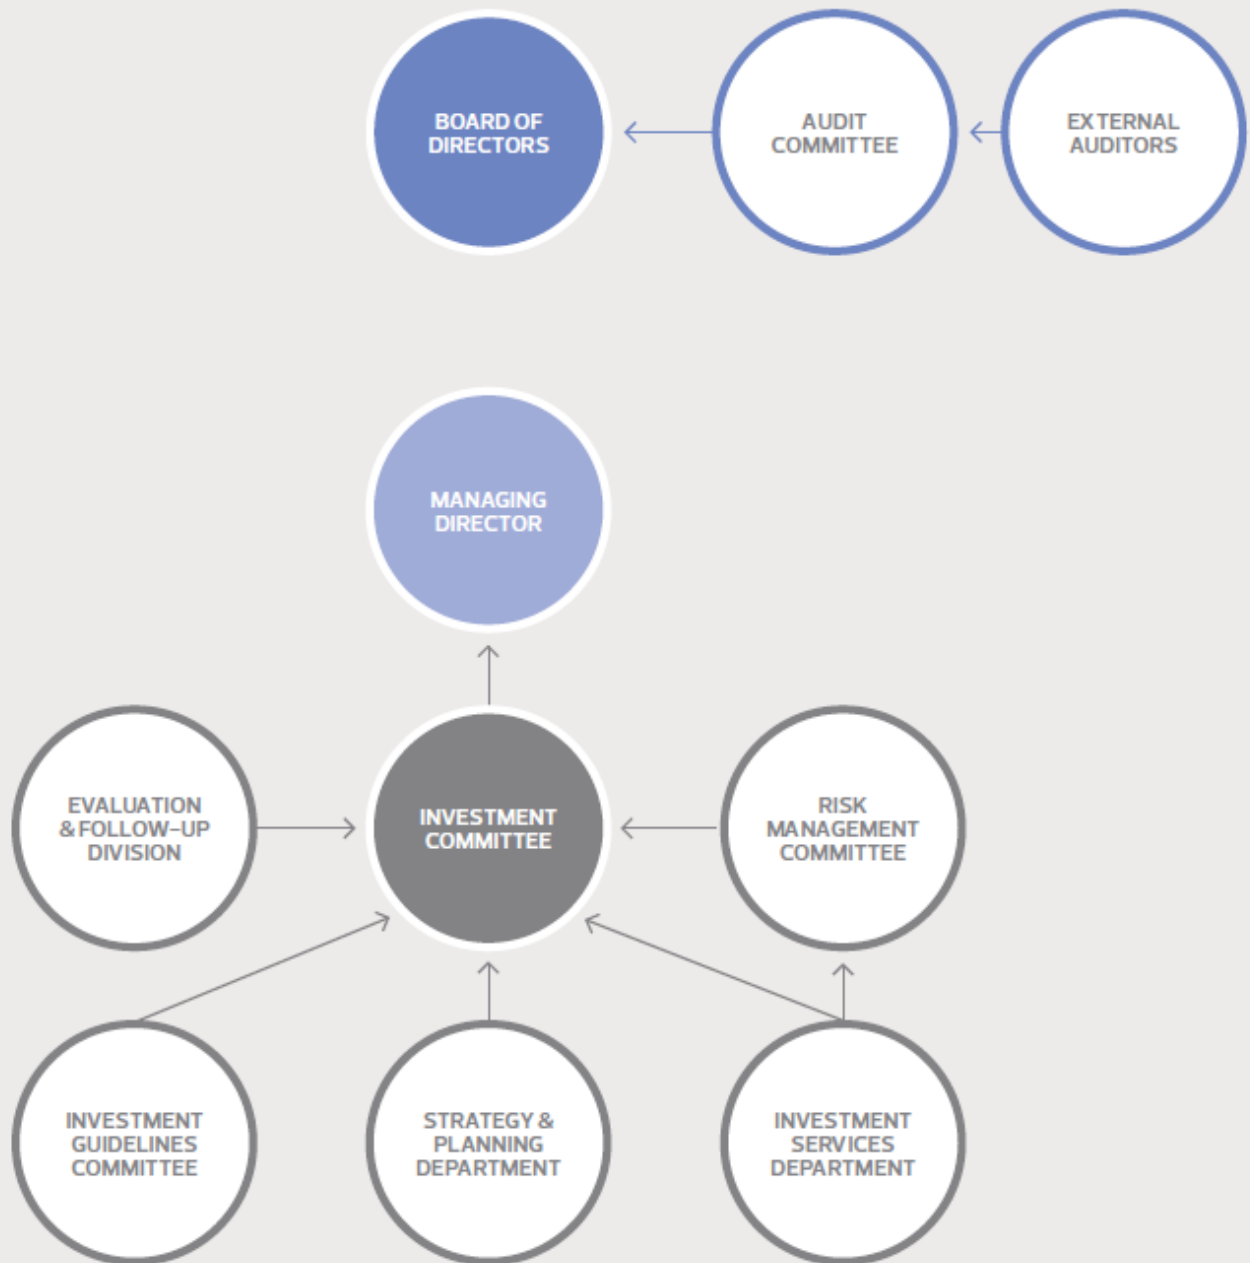 BOARD OF
DIRECTORS
AUDIT
COMMITTEE
EXTERNAL
AUDITORS
MANAGING
DIRECTOR
EVALUATION
& FOLLOW-UP
DIVISION
INVESTMENT
COMMITTEE
RISK
MANAGEMENT
COMMITTEE
INVESTMENT
GUIDELINES
COMMITTEE
STRATEGY &
PLANNING
DEPARTMENT
INVESTMENT
SERVICES
DEPARTMENT